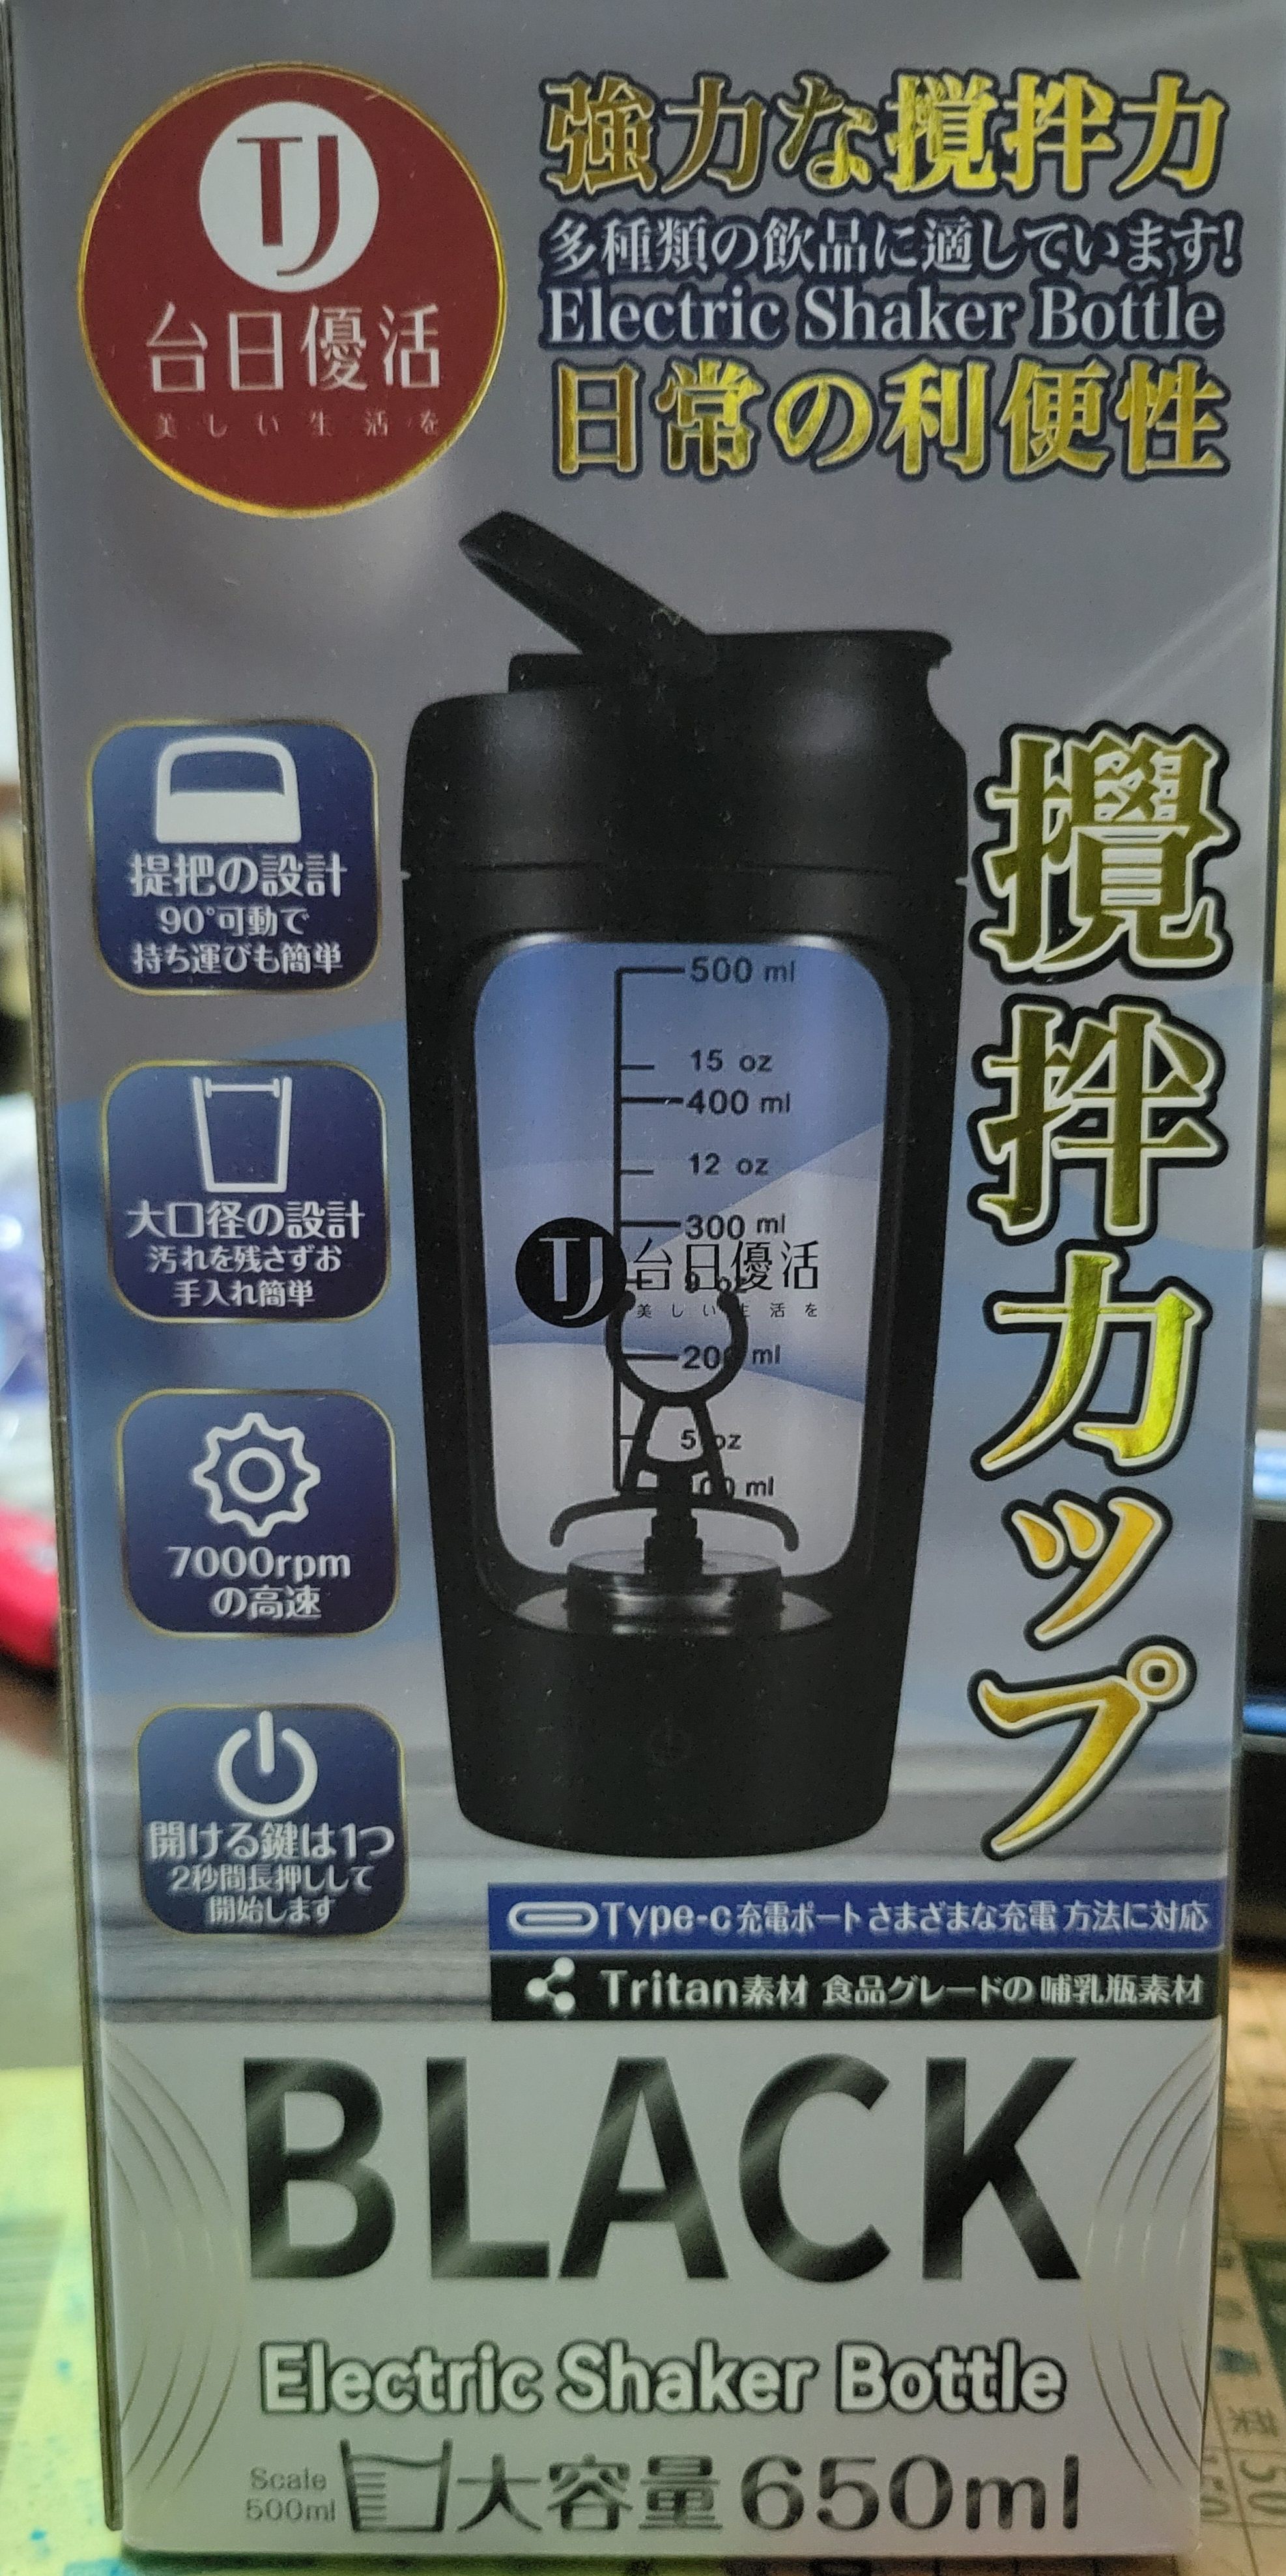 TJ
台日優活
美しい生活を
強力な撹拌力
多種類の飲品に適しています!
Electric Shaker Bottle
日常の利便性
提把の設計
90°可動で
持ち運びも簡単
大口径の設計
汚れを残さずお
手入れ簡単
7000rpm
の高速
開ける鍵は1つ
2秒間長押しして
開始します
500 ml
15 oz
400 ml
12 oz
300 ml
TJ 台日優活
9 oz
美しい生活を
200 ml
5 oz
100 ml
攪拌カップ
Type-c充電ポート さまざまな充電 方法に対応
Tritan素材 食品グレードの 哺乳瓶素材
BLACK
Electric Shaker Bottle
Scale
500ml
大容量650ml